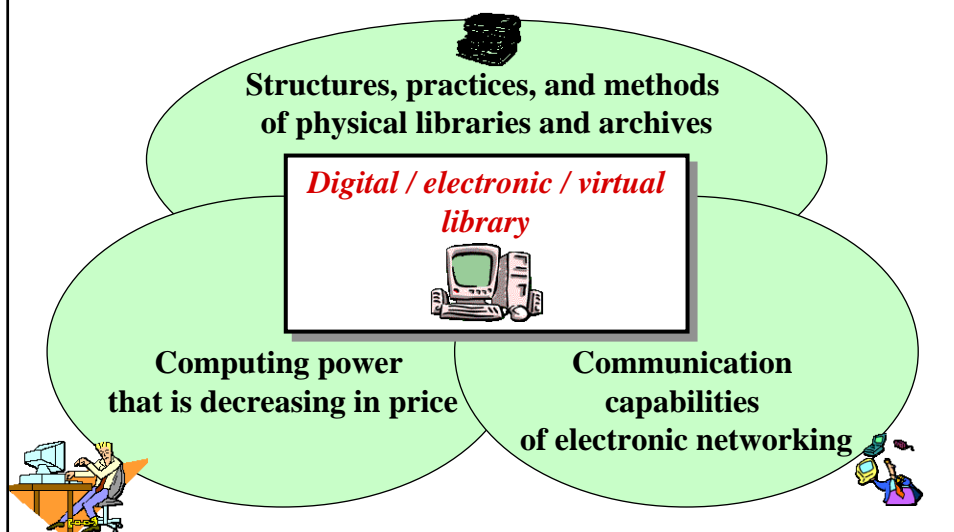 Structures, practices, and methods
of physical libraries and archives
Digital / electronic / virtual
library
Computing power
that is decreasing in price
Communication
capabilities
of electronic networking